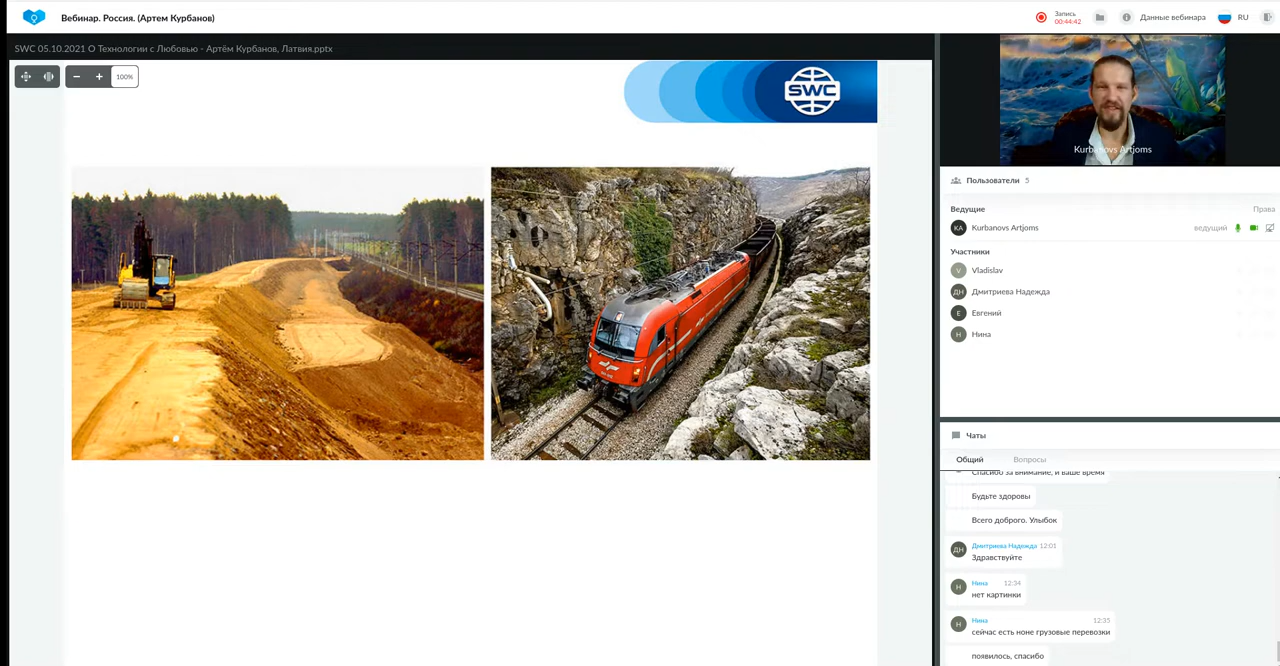 Вебинар. Россия. (Артем Курбанов)
Запись
00:44:42
Данные вебинара
RU
SWC 05.10.2021 О Технологии с Любовью - Артём Курбанов, Латвия.pptx
100%
SWC
Kurbanovs Artjoms
Пользователи 5
Ведущие
Права
KA
Kurbanovs Artjoms
ведущий
Участники
V
Vladislav
ДН
Дмитриева Надежда
Е
Евгений
Н
Нина
Чаты
Общий
Вопросы
Спасибо за внимание, и ваше время
Будьте здоровы
Всего доброго. Улыбок
ДН
Дмитриева Надежда 12:01
Здравствуйте
Н
Нина 12:34
нет картинки
Н
Нина 12:35
сейчас есть ноне грузовые перевозки
появилось, спасибо